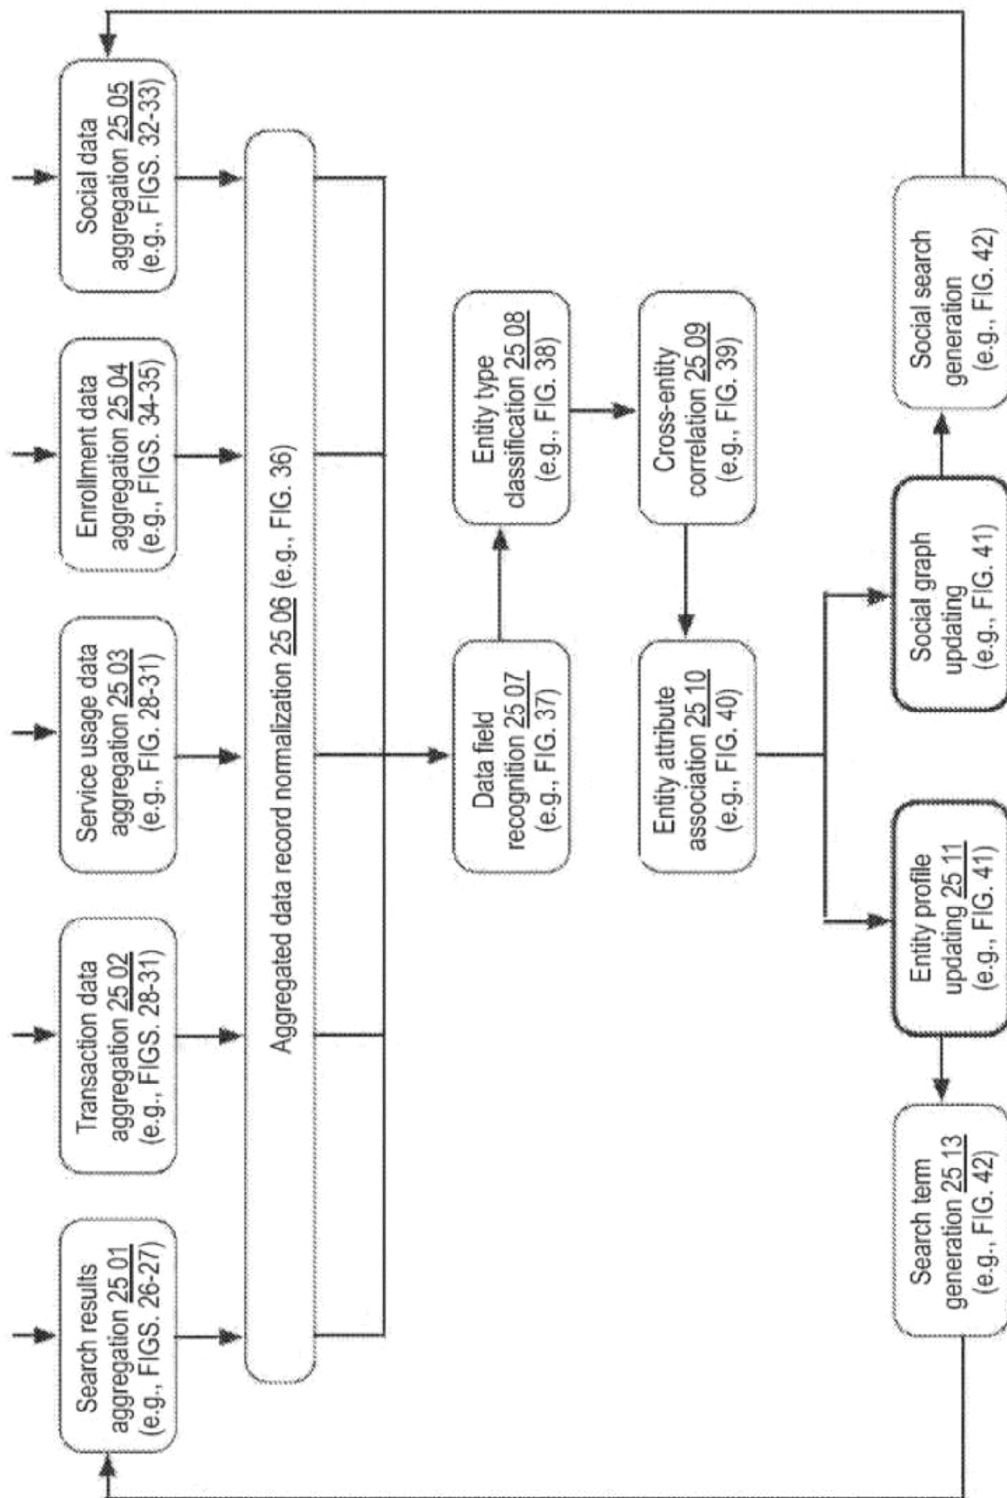 Search results
aggregation 25 01
(e.g., FIGS. 26-27)
Transaction data
aggregation 25 02
(e.g., FIGS. 28-31)
Service usage data
aggregation 25 03
(e.g., FIG. 28-31)
Enrollment data
aggregation 25 04
(e.g., FIGS. 34-35)
Social data
aggregation 25 05
(e.g., FIGS. 32-33)
Aggregated data record normalization 25 06 (e.g., FIG. 36)
Data field
recognition 25 07
(e.g., FIG. 37)
Entity type
classification 25 08
(e.g., FIG. 38)
Entity attribute
association 25 10
(e.g., FIG. 40)
Cross-entity
correlation 25 09
(e.g., FIG. 39)
Search term
generation 25 13
(e.g., FIG. 42)
Entity profile
updating 25 11
(e.g., FIG. 41)
Social graph
updating
(e.g., FIG. 41)
Social search
generation
(e.g., FIG. 42)